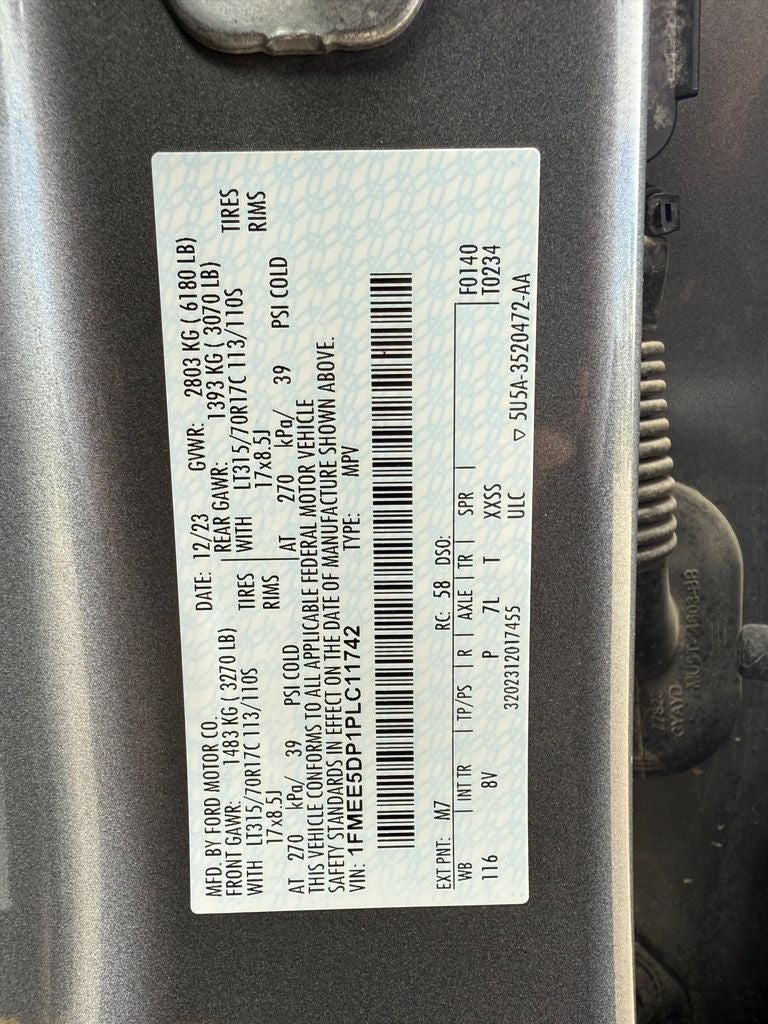 MFD. BY FORD MOTOR CO. DATE: 12/23 GVWR: 2803 KG ( 6180 LB)
FRONT GAWR: 1483 KG ( 3270 LB) REAR GAWR: 1393 KG ( 3070 LB)
WITH LT315/70R17C 113/110S TIRES WITH LT315/70R17C 113/110S TIRES
17x8.5J RIMS 17x8.5J RIMS
AT 270 kPa/ 39 PSI COLD AT 270 kPa/ 39 PSI COLD
THIS VEHICLE CONFORMS TO ALL APPLICABLE FEDERAL MOTOR VEHICLE
SAFETY STANDARDS IN EFFECT ON THE DATE OF MANUFACTURE SHOWN ABOVE.
VIN: 1FMEE5DP1PLC11742 TYPE: MPV
EXT PNT: M7 RC: 58 DSO: F0140
WB INT TR TP/PS R AXLE TR SPR T0234
116 8V P 7L T XXSS
3202312017455 ULC ▽ 5U5A-3520472-AA